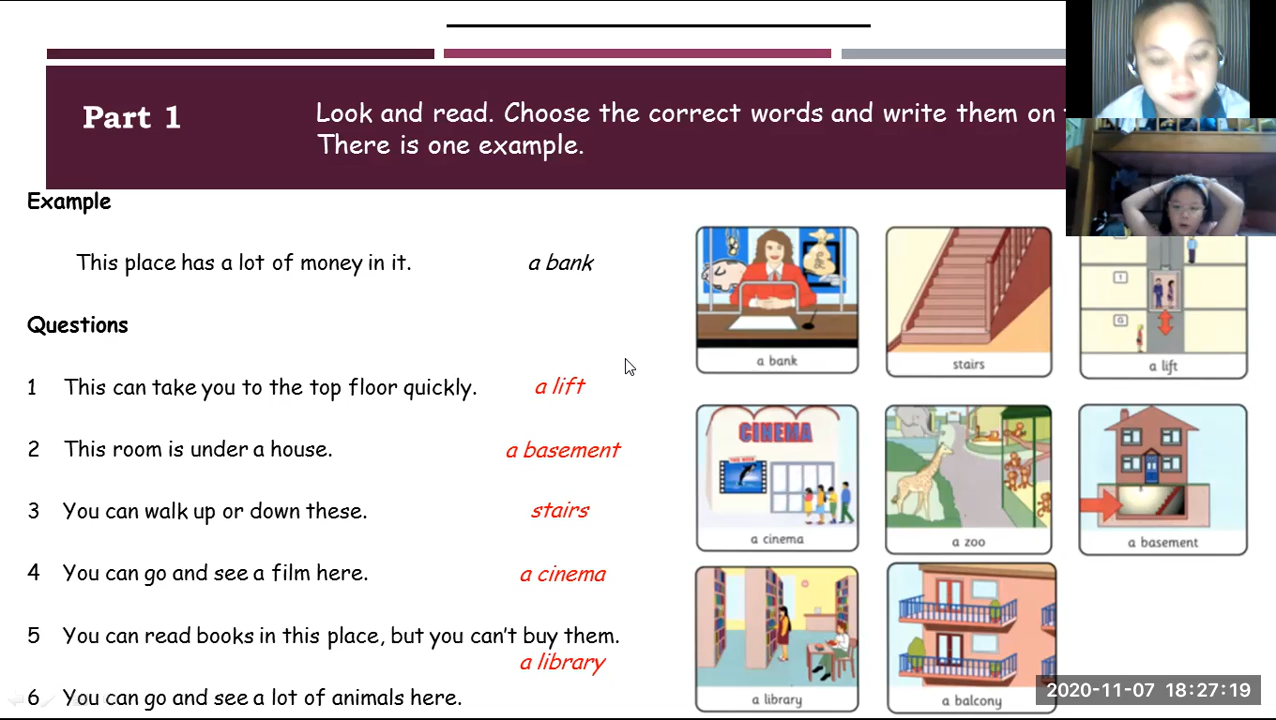 Part 1
Look and read. Choose the correct words and write them on
There is one example.
Example
This place has a lot of money in it. a bank
Questions
1 This can take you to the top floor quickly. a lift
2 This room is under a house. a basement
3 You can walk up or down these. stairs
4 You can go and see a film here. a cinema
5 You can read books in this place, but you can't buy them.
a library
6 You can go and see a lot of animals here.
a bank
stairs
1
G
a lift
CINEMA
THIS WEEK
a cinema
a zoo
a basement
a library
a balcony
2020-11-07 18:27:19